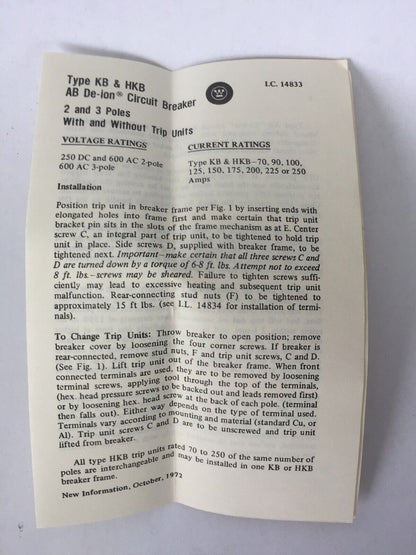 Type KB & HKB
AB De-ion® Circuit Breaker
2 and 3 Poles
With and Without Trip Units
I.C. 14833
VOLTAGE RATINGS
250 DC and 600 AC 2-pole
600 AC 3-pole
CURRENT RATINGS
Type KB & HKB-70, 90, 100,
125, 150, 175, 200, 225 or 250
Amps
Installation
Position trip unit in breaker frame per Fig. 1 by inserting ends with
elongated holes into frame first and make certain that trip unit
bracket pin sits in the slots of the frame mechanism as at E. Center
screw C, an integral part of trip unit, to be tightened to hold trip
unit in place. Side screws D, supplied with breaker frame, to be
tightened next. Important—make certain that all three screws C and
D are turned down by a torque of 6-8 ft. lbs. Attempt not to exceed
8 ft. lbs.-screws may be sheared. Failure to tighten screws suffi-
ciently may lead to excessive heating and subsequent trip unit
malfunction. Rear-connecting stud nuts (F) to be tightened to
approximately 15 ft lbs. (see I.L. 14834 for installation of termi-
nals).
To Change Trip Units: Throw breaker to open position; remove
breaker cover by loosening the four corner screws. If breaker is
rear-connected, remove stud nuts, F and trip unit screws, C and D.
(See Fig. 1). Lift trip unit out of the breaker frame. When front
connected terminals are used, they are to be removed by loosening
terminal screws, applying tool through the top of the terminals,
(hex. head pressure screws to be backed out and leads removed first)
or by loosening hex. head screw at the back of each pole. (terminal
then falls out). Either way depends on the type of terminal used.
Terminals vary according to mounting and material (standard Cu, or
Al). Trip unit screws C and D are to be unscrewed and trip unit
lifted from breaker.
All type HKB trip units rated 70 to 250 of the same number of
poles are interchangeable and may be installed in one KB or HKB
breaker frame.
New Information, October, 1972